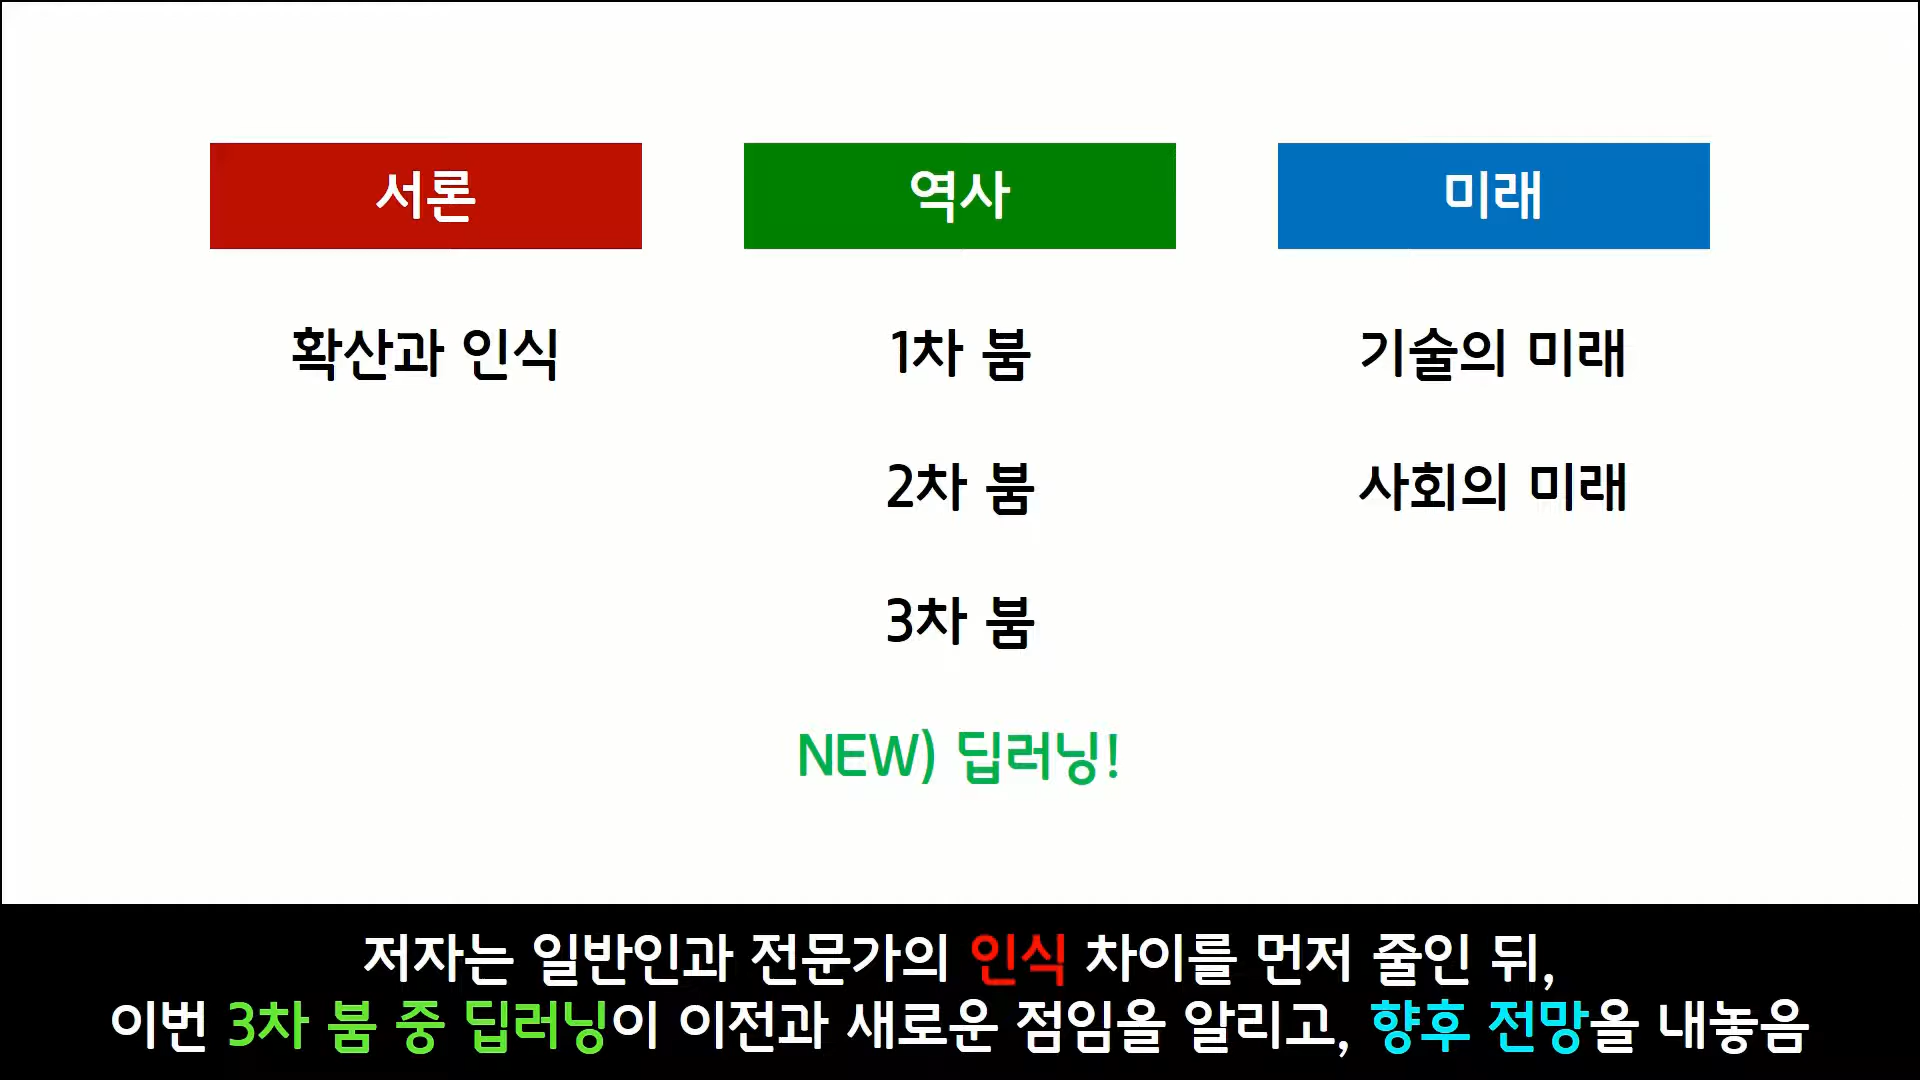 서론
역사
미래
확산과 인식
1차 붐
기술의 미래
2차 붐
사회의 미래
3차 붐
NEW) 딥러닝!
저자는 일반인과 전문가의 인식 차이를 먼저 줄인 뒤,
이번 3차 붐 중 딥러닝이 이전과 새로운 점임을 알리고, 향후 전망을 내놓음